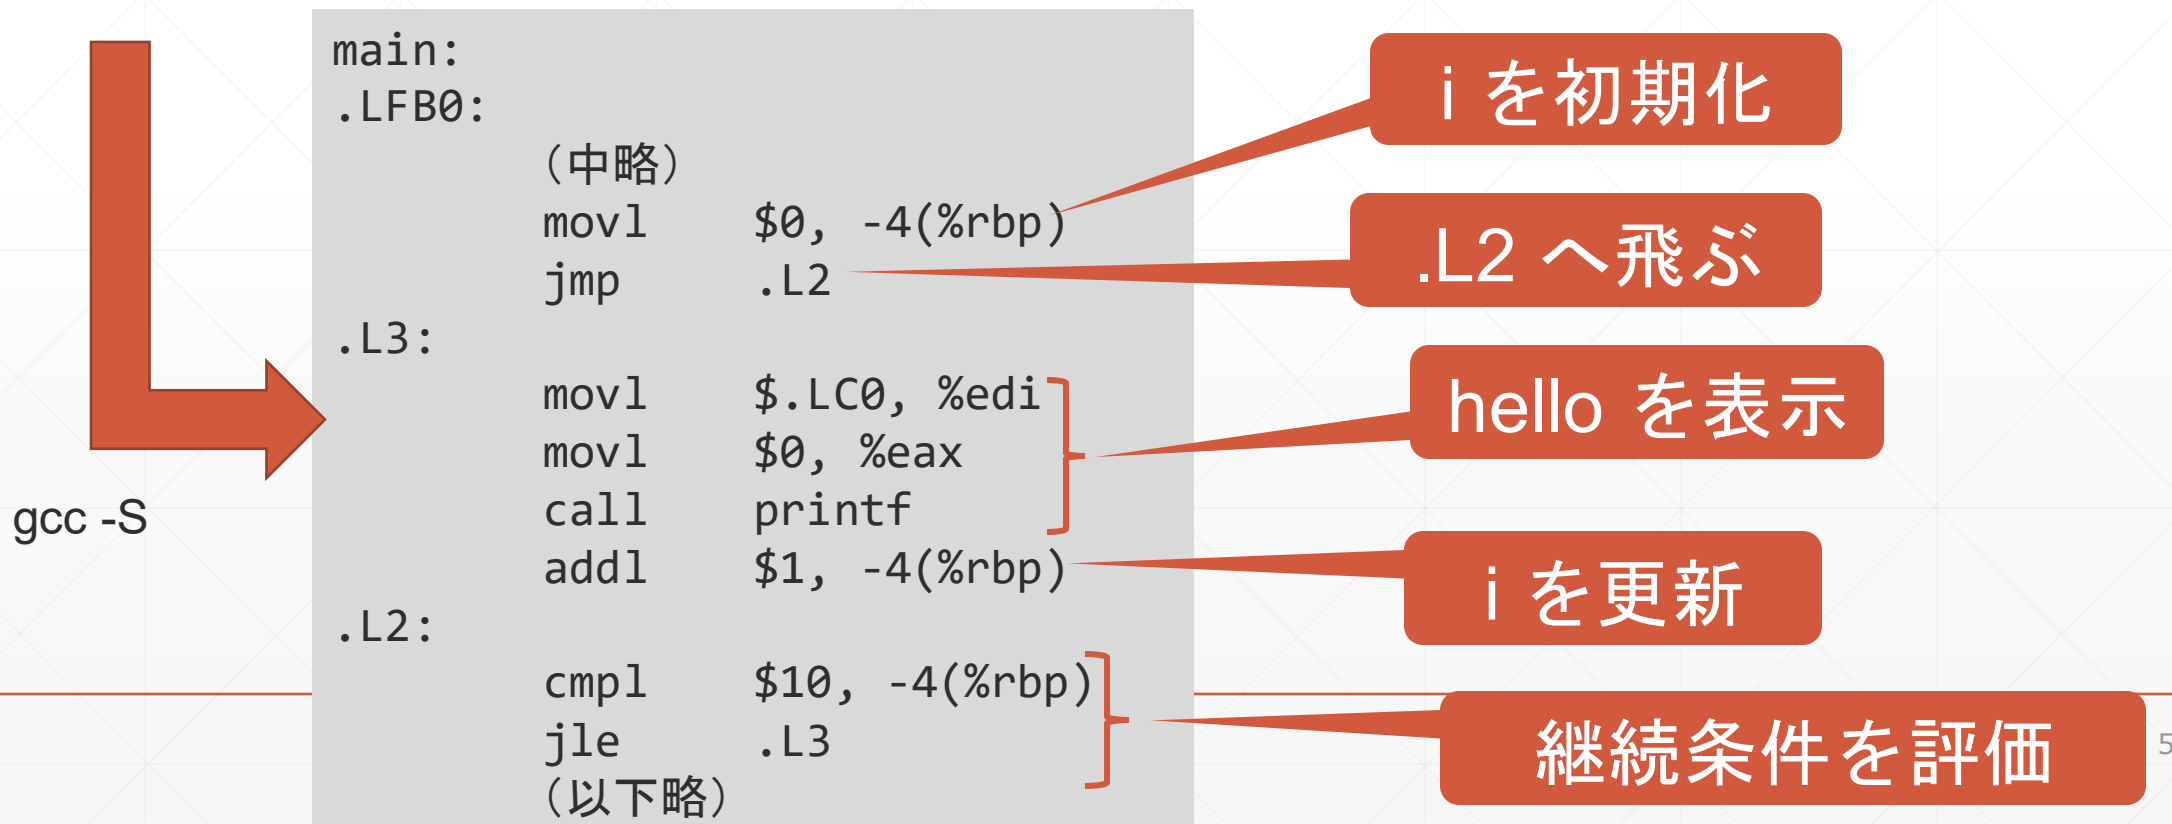 main:
.LFB0:
（中略）
movl $0, -4(%rbp)
jmp .L2
.L3:
movl $.LC0, %edi
movl $0, %eax
call printf
addl $1, -4(%rbp)
.L2:
cmpl $10, -4(%rbp)
jle .L3
（以下略）
gcc -S
i を初期化
.L2 へ飛ぶ
hello を表示
i を更新
継続条件を評価
5